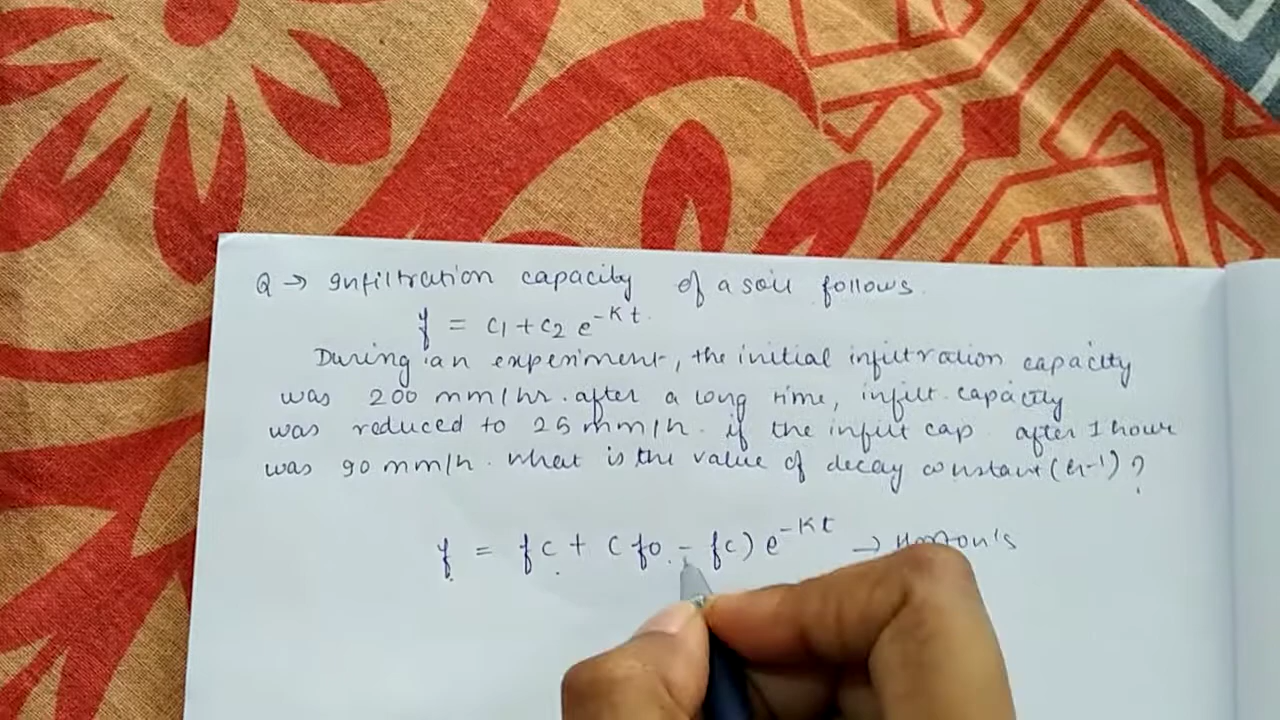 Q → Infiltration capacity of a soil follows.
f = c1 + c2 e^-Kt.
During an experiment, the initial infiltration capacity
was 200 mm/hr. after a long time, infilt. capacity
was reduced to 25 mm/h. if the infilt cap. after 1 hour
was 90 mm/h. what is the value of decay constant (h^-1) ?
f = fc + (fo - fc) e^-Kt → Horton's